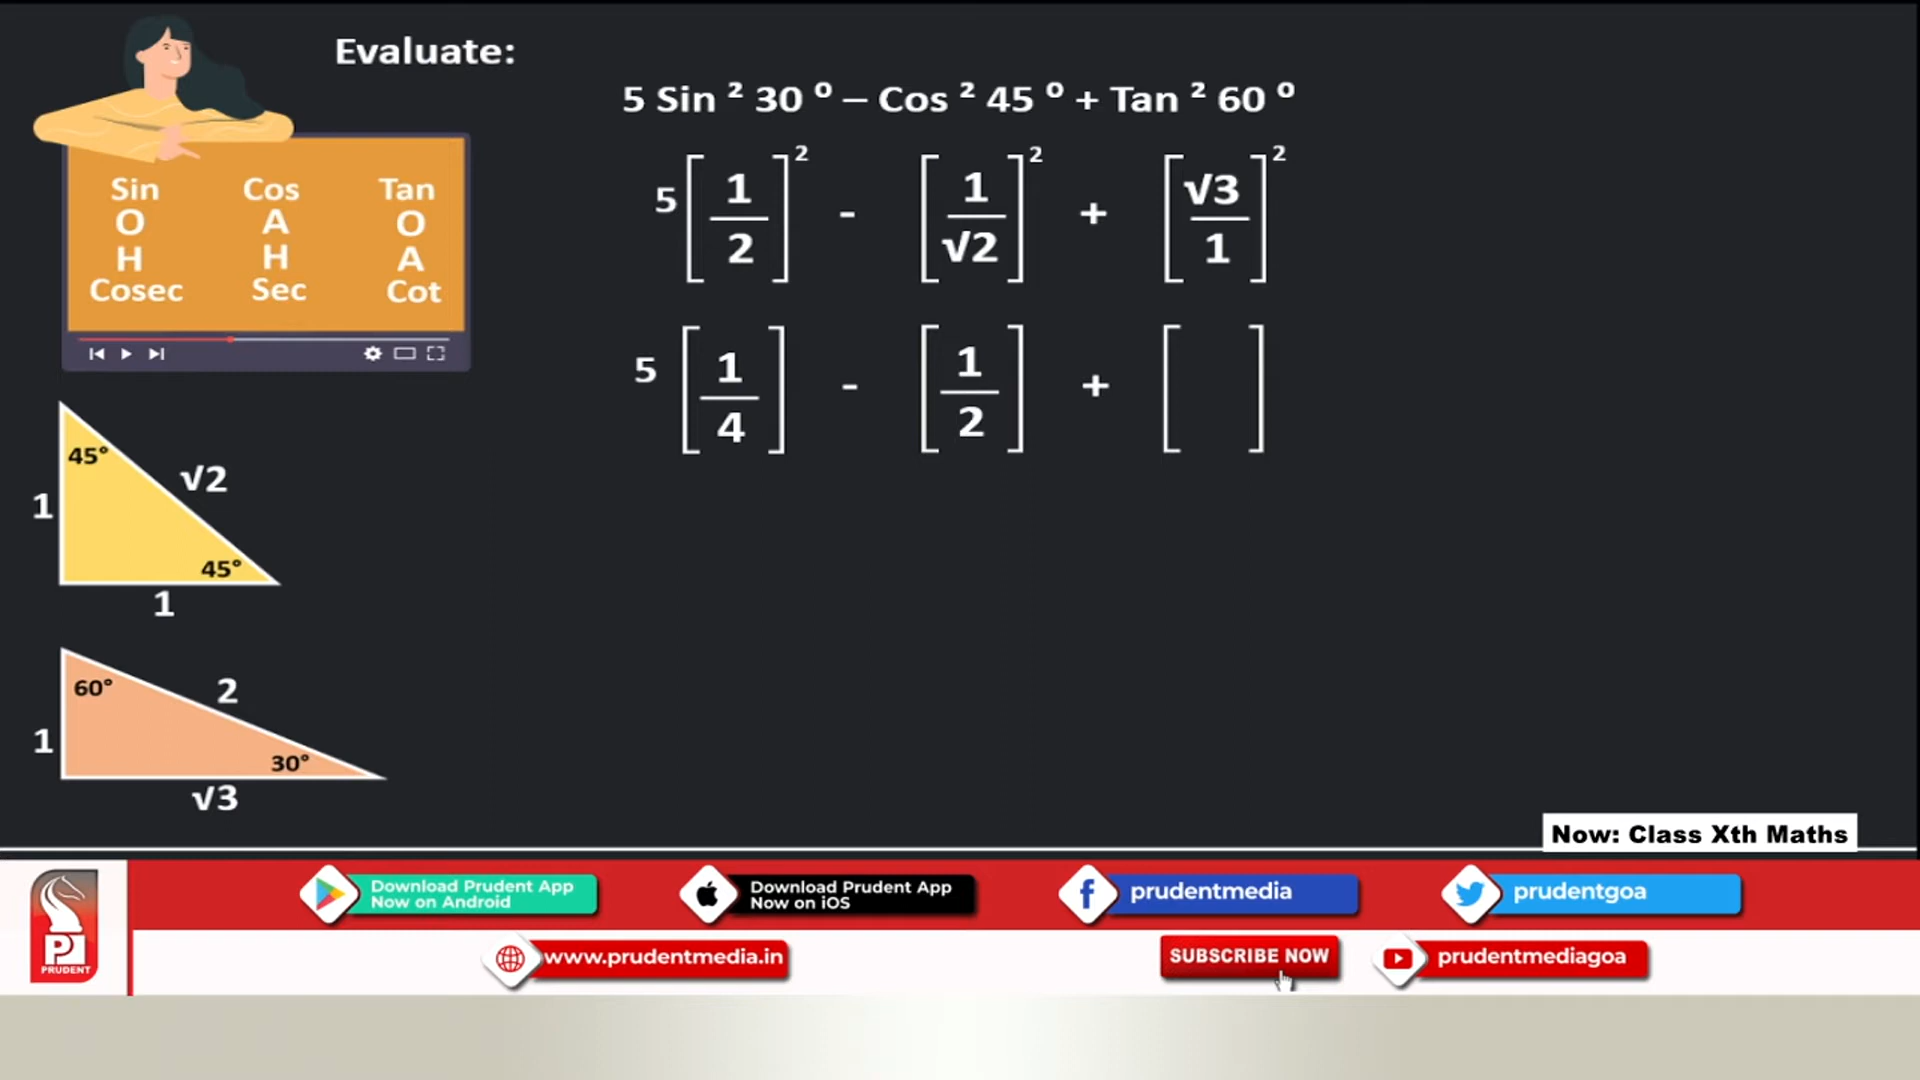 Evaluate:
5 Sin ² 30 ⁰ – Cos ² 45 ⁰ + Tan ² 60 ⁰
5 [1/2]² - [1/√2]² + [√3/1]²
5 [1/4] - [1/2] + [ ]
Sin Cos Tan
O A O
H H A
Cosec Sec Cot
45°
√2
1
45°
1
60°
2
1
30°
√3
Now: Class Xth Maths
P
PRUDENT
Download Prudent App
Now on Android
Download Prudent App
Now on iOS
f prudentmedia
prudentgoa
www.prudentmedia.in
SUBSCRIBE NOW
prudentmediagoa